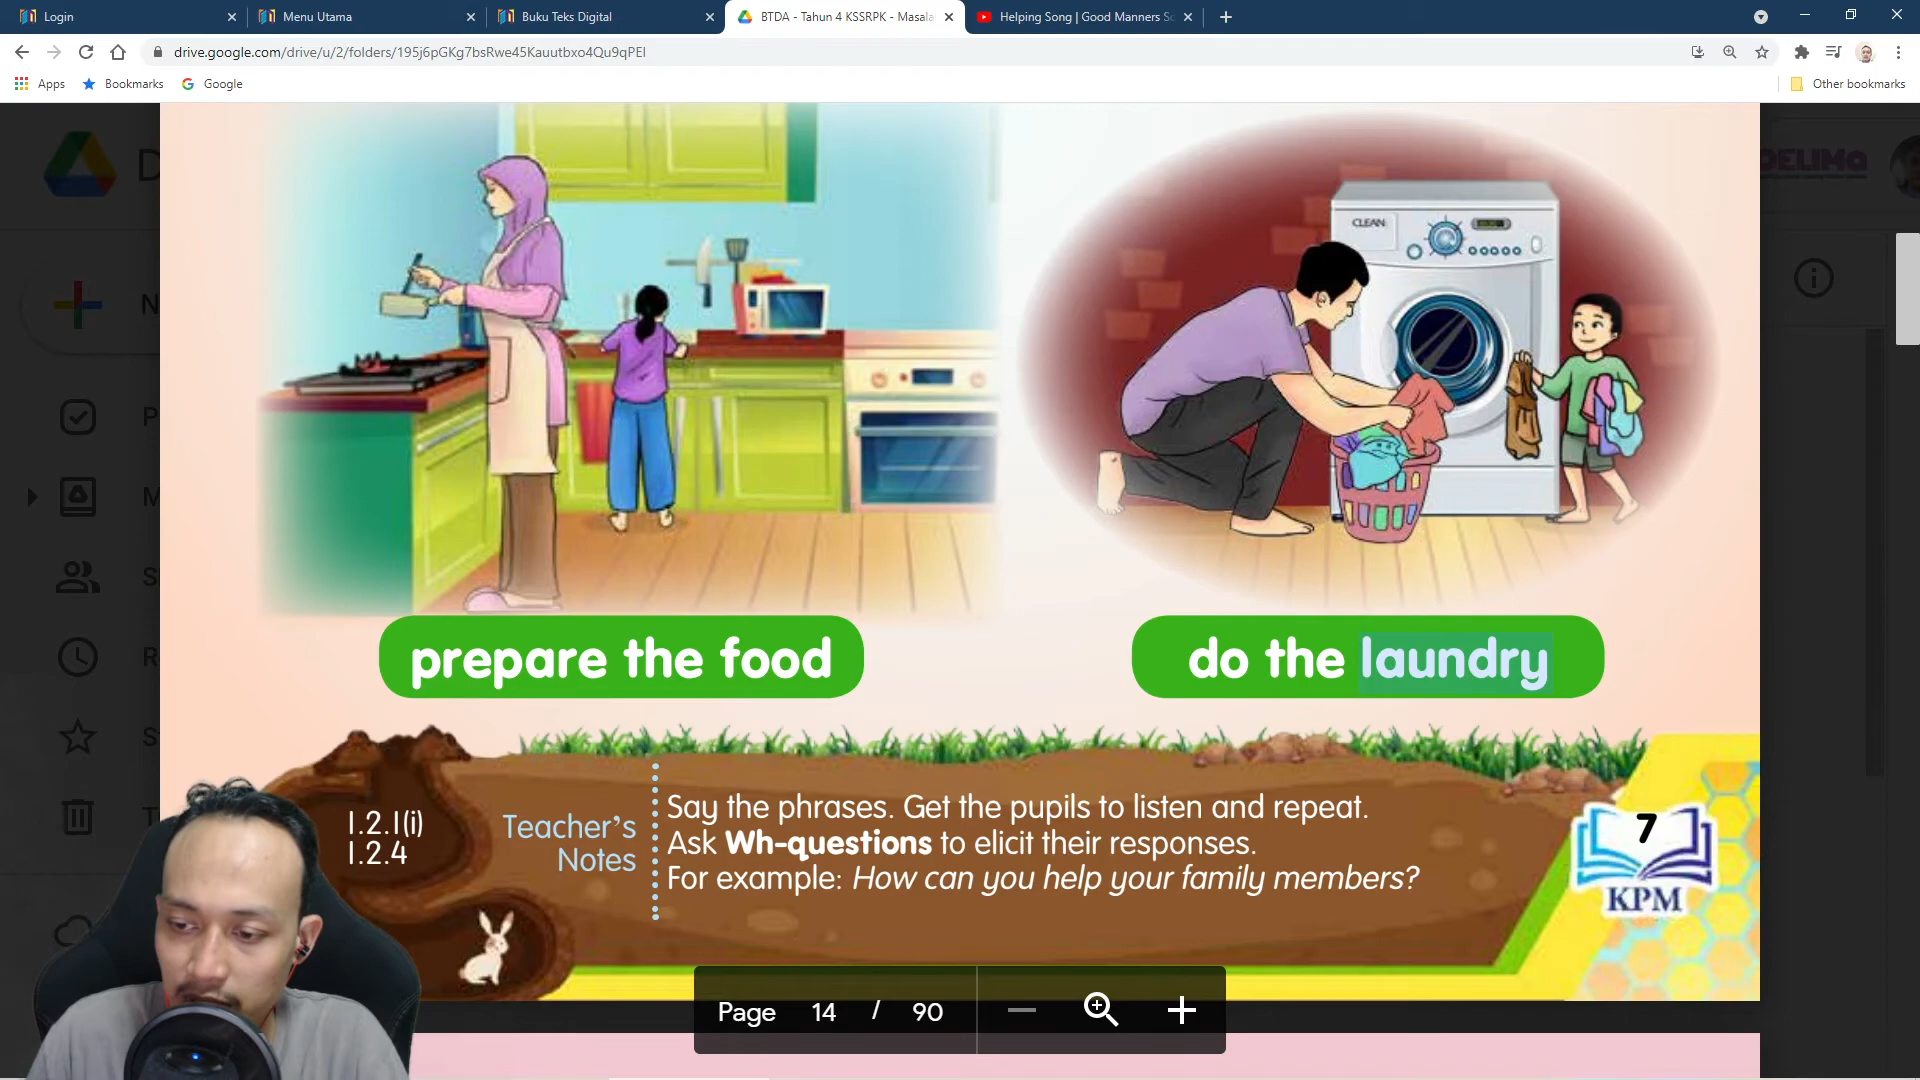 Login
Menu Utama
Buku Teks Digital
BTDA - Tahun 4 KSSRPK - Masala
Helping Song | Good Manners So
drive.google.com/drive/u/2/folders/195j6pGKg7bsRwe45Kauutbxo4Qu9qPEl
Apps
Bookmarks
Google
Other bookmarks
CLEAN
prepare the food
do the laundry
1.2.1(i)
1.2.4
Teacher's
Notes
Say the phrases. Get the pupils to listen and repeat.
Ask Wh-questions to elicit their responses.
For example: How can you help your family members?
7
KPM
Page 14 / 90